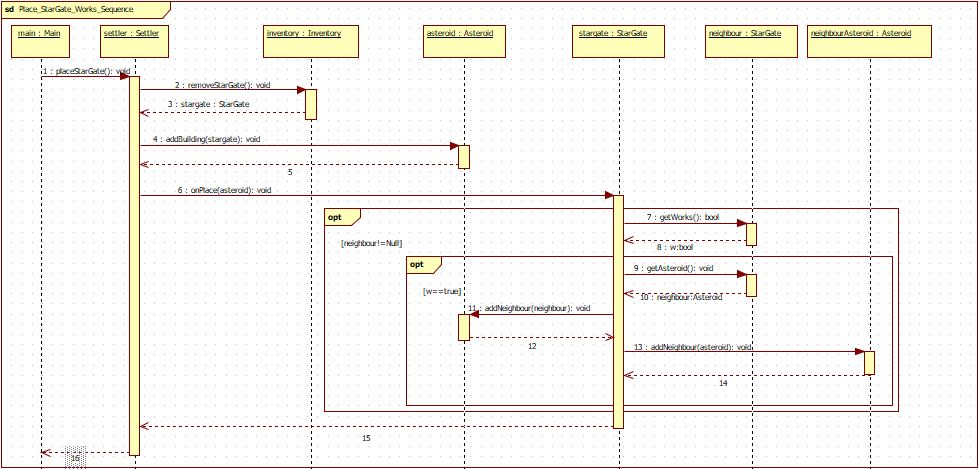 sd Place_StarGate_Works_Sequence
main : Main
settler : Settler
inventory : Inventory
asteroid : Asteroid
stargate : StarGate
neighbour : StarGate
neighbourAsteroid : Asteroid
1 : placeStarGate(): void
2 : removeStarGate(): void
3 : stargate : StarGate
4 : addBuilding(stargate): void
5
6 : onPlace(asteroid): void
opt
7 : getWorks(): bool
[neighbour!=Null]
8 : w:bool
opt
9 : getAsteroid(): void
[w==true]
10 : neighbour:Asteroid
11 : addNeighbour(neighbour): void
12
13 : addNeighbour(asteroid): void
14
15
16